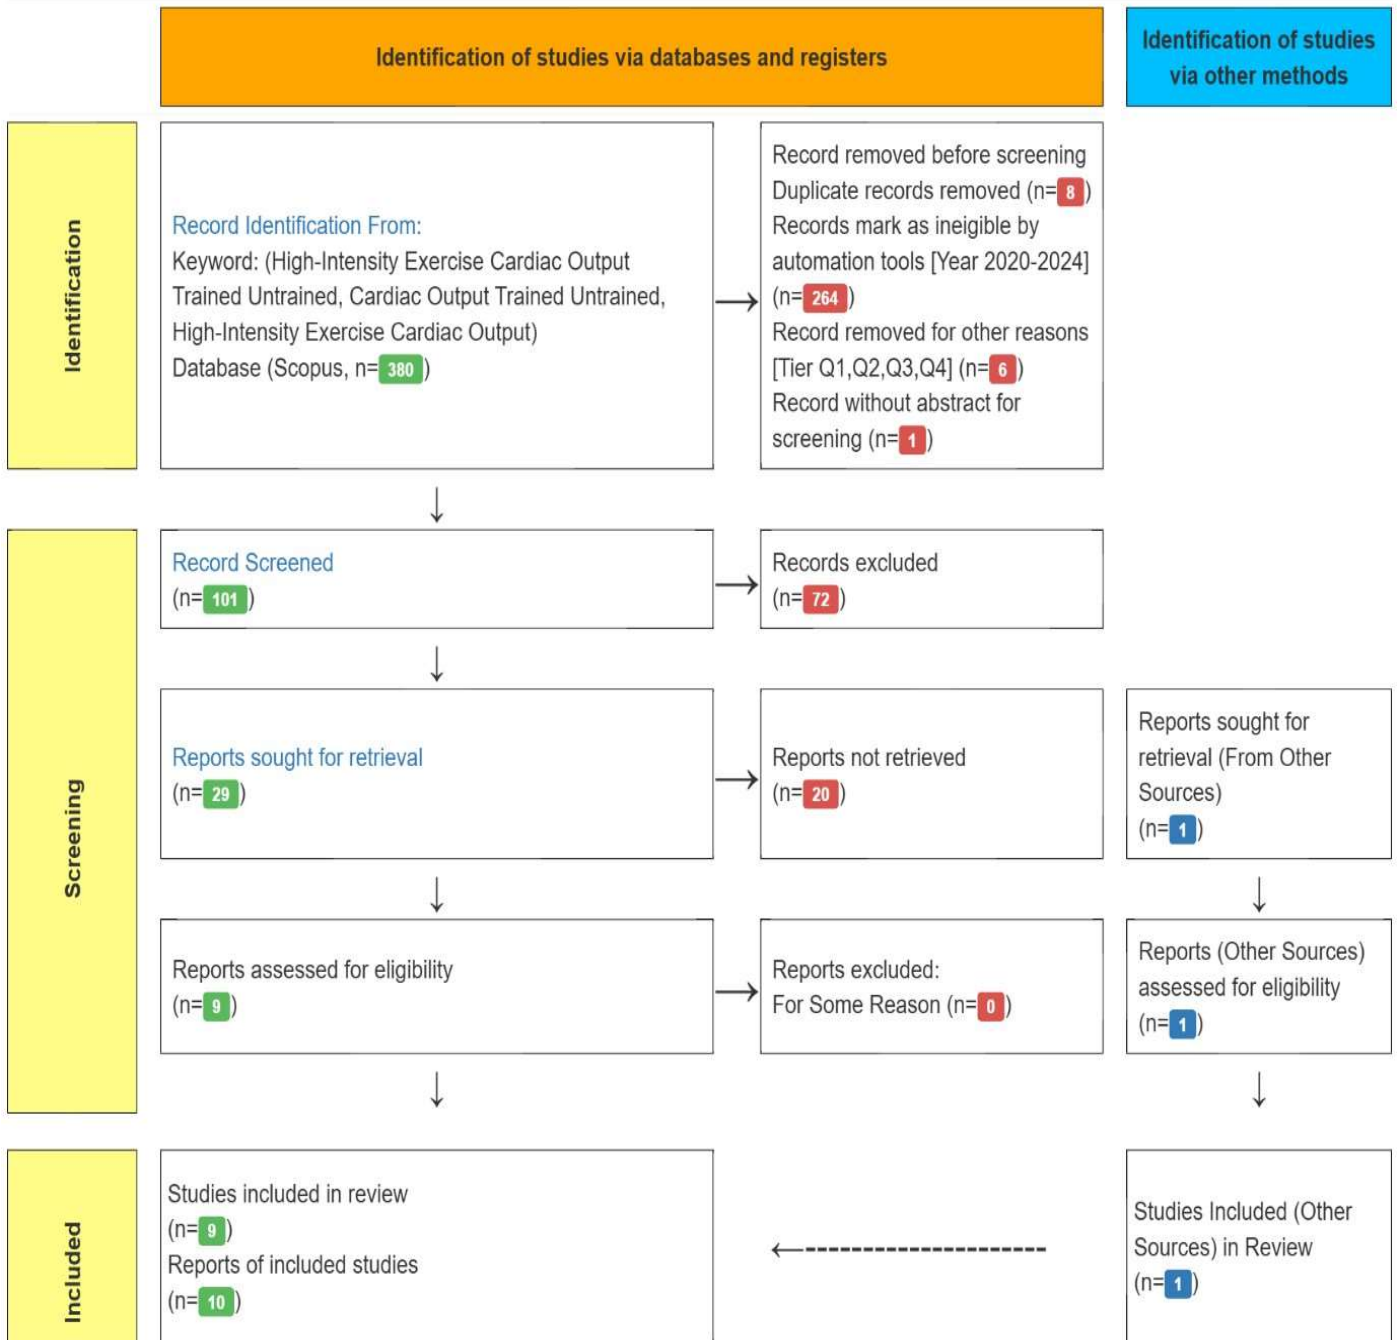 Identification of studies via databases and registers
Identification of studies
via other methods
Identification
Record Identification From:
Keyword: (High-Intensity Exercise Cardiac Output
Trained Untrained, Cardiac Output Trained Untrained,
High-Intensity Exercise Cardiac Output)
Database (Scopus, n= 380 )
Record removed before screening
Duplicate records removed (n= 8 )
Records mark as ineigible by
automation tools [Year 2020-2024]
(n= 264 )
Record removed for other reasons
[Tier Q1,Q2,Q3,Q4] (n= 6 )
Record without abstract for
screening (n= 1 )
Screening
Record Screened
(n= 101 )
Records excluded
(n= 72 )
Reports sought for retrieval
(n= 29 )
Reports not retrieved
(n= 20 )
Reports sought for
retrieval (From Other
Sources)
(n= 1 )
Reports assessed for eligibility
(n= 9 )
Reports excluded:
For Some Reason (n= 0 )
Reports (Other Sources)
assessed for eligibility
(n= 1 )
Included
Studies included in review
(n= 9 )
Reports of included studies
(n= 10 )
Studies Included (Other
Sources) in Review
(n= 1 )